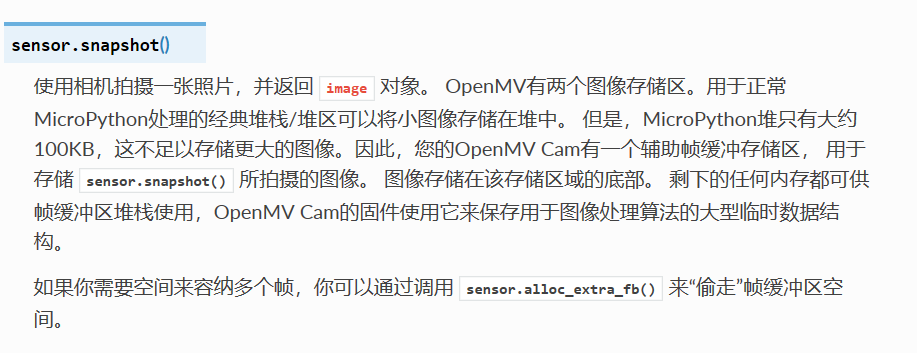 sensor.snapshot()
使用相机拍摄一张照片，并返回 image 对象。 OpenMV有两个图像存储区。用于正常
MicroPython处理的经典堆栈/堆区可以将小图像存储在堆中。 但是，MicroPython堆只有大约
100KB，这不足以存储更大的图像。因此，您的OpenMV Cam有一个辅助帧缓冲存储区， 用于
存储 sensor.snapshot() 所拍摄的图像。 图像存储在该存储区域的底部。 剩下的任何内存都可供
帧缓冲区堆栈使用，OpenMV Cam的固件使用它来保存用于图像处理算法的大型临时数据结
构。
如果你需要空间来容纳多个帧，你可以通过调用 sensor.alloc_extra_fb() 来“偷走”帧缓冲区空
间。